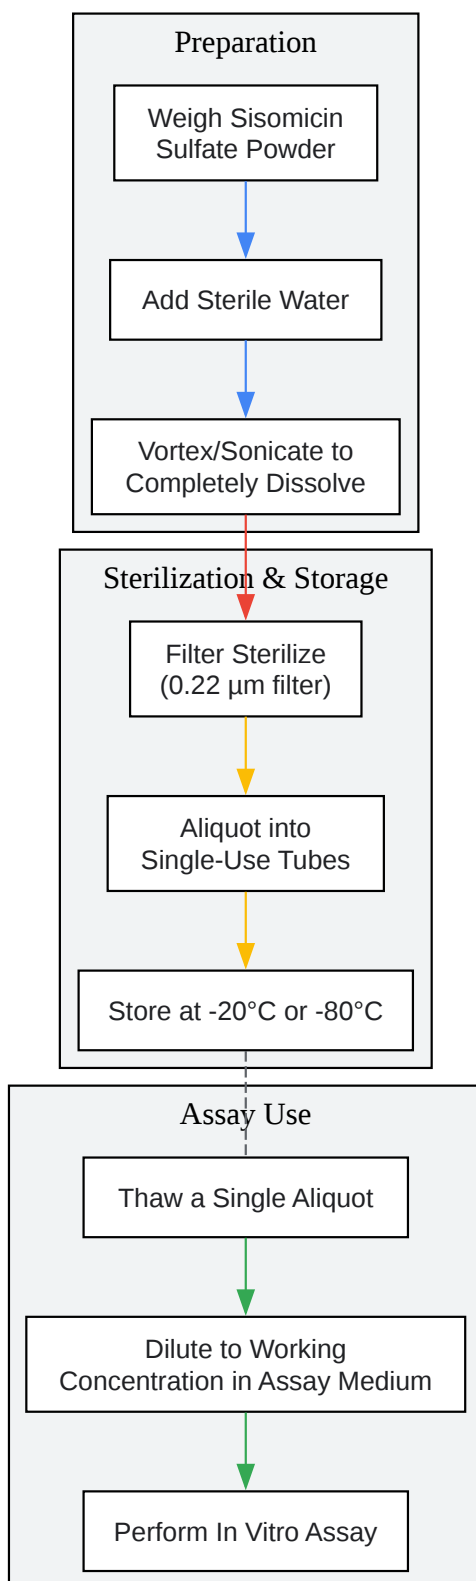 Preparation
Weigh Sisomicin
Sulfate Powder
Add Sterile Water
Vortex/Sonicate to
Completely Dissolve
Sterilization & Storage
Filter Sterilize
(0.22 µm filter)
Aliquot into
Single-Use Tubes
Store at -20°C or -80°C
Assay Use
Thaw a Single Aliquot
Dilute to Working
Concentration in Assay Medium
Perform In Vitro Assay